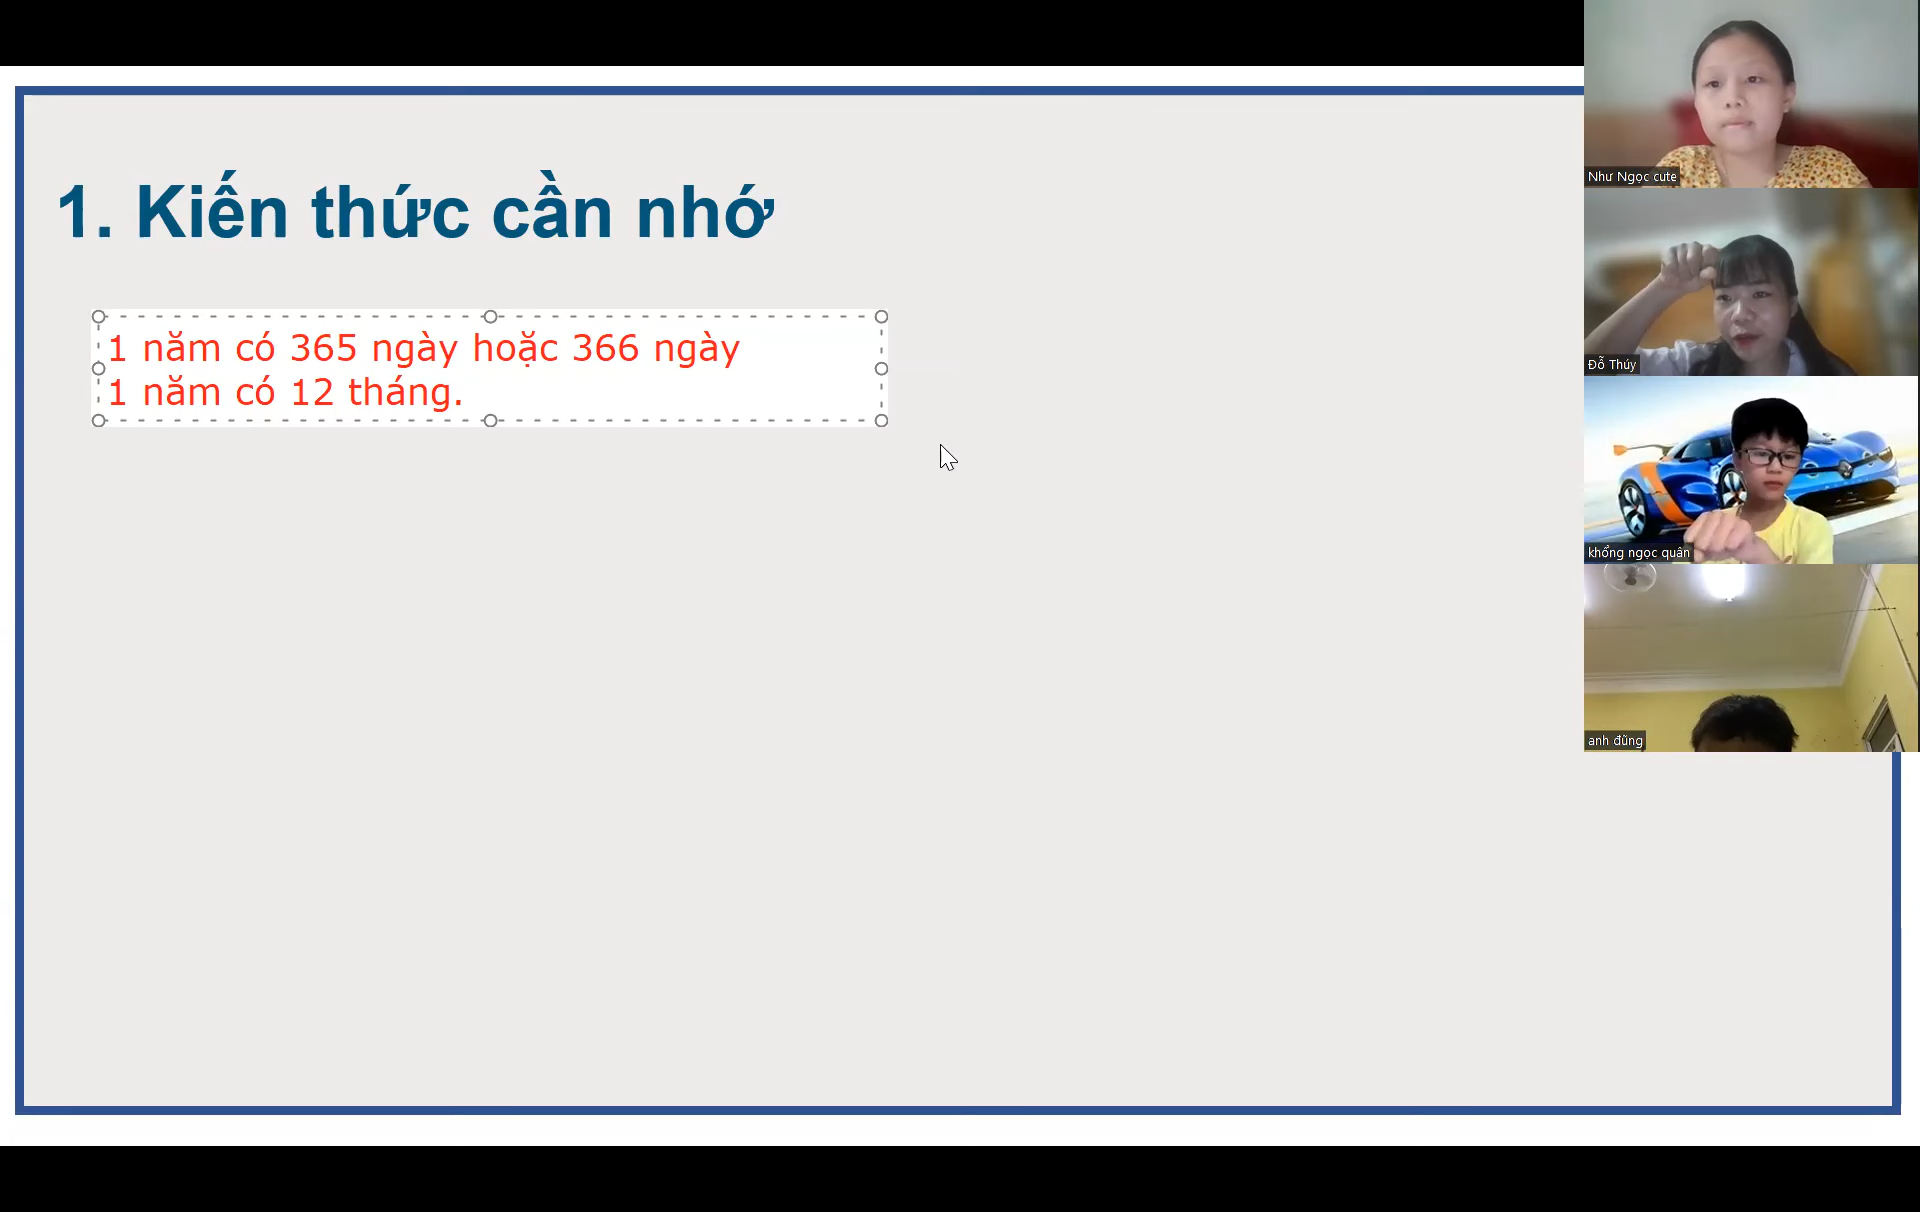 1. Kiến thức cần nhớ
1 năm có 365 ngày hoặc 366 ngày
1 năm có 12 tháng.
Như Ngọc cute
Đỗ Thúy
khổng ngọc quân
anh đũng